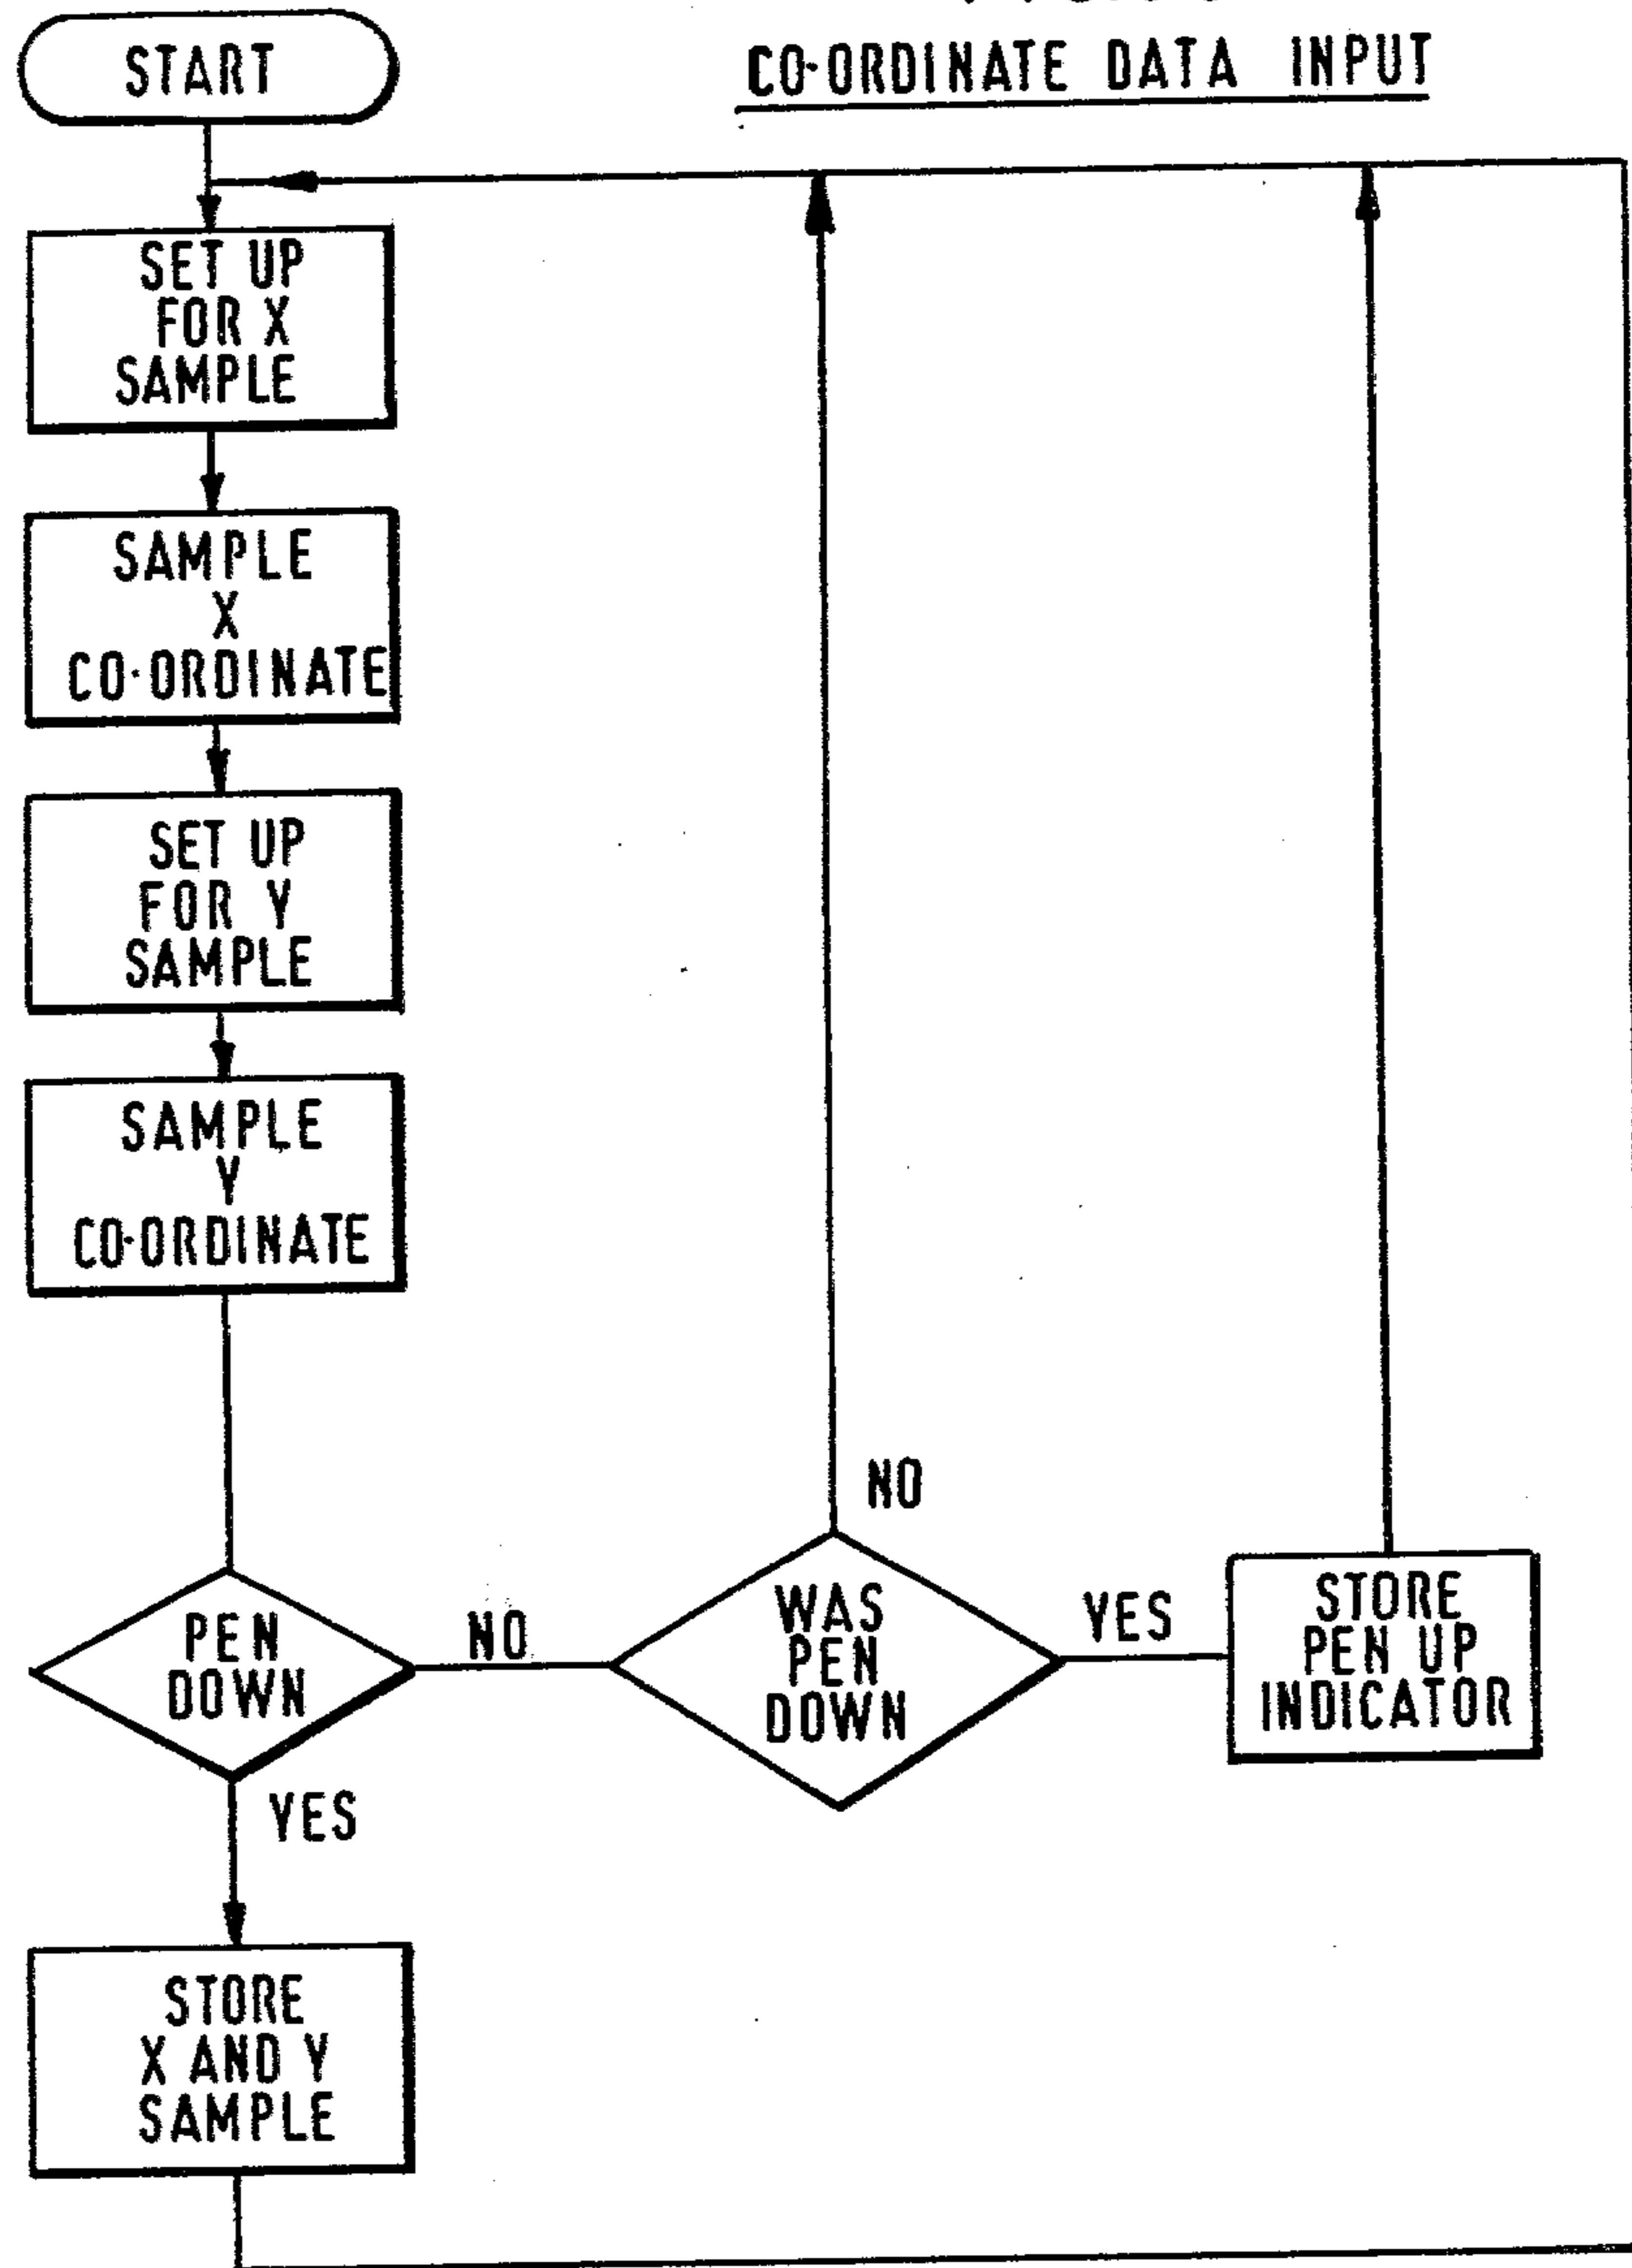 CO-ORDINATE DATA INPUT
START
SET UP
FOR X
SAMPLE
SAMPLE
X
CO-ORDINATE
SET UP
FOR Y
SAMPLE
SAMPLE
Y
CO-ORDINATE
PEN
DOWN
NO
WAS
PEN
DOWN
NO
YES
STORE
PEN UP
INDICATOR
YES
STORE
X AND Y
SAMPLE